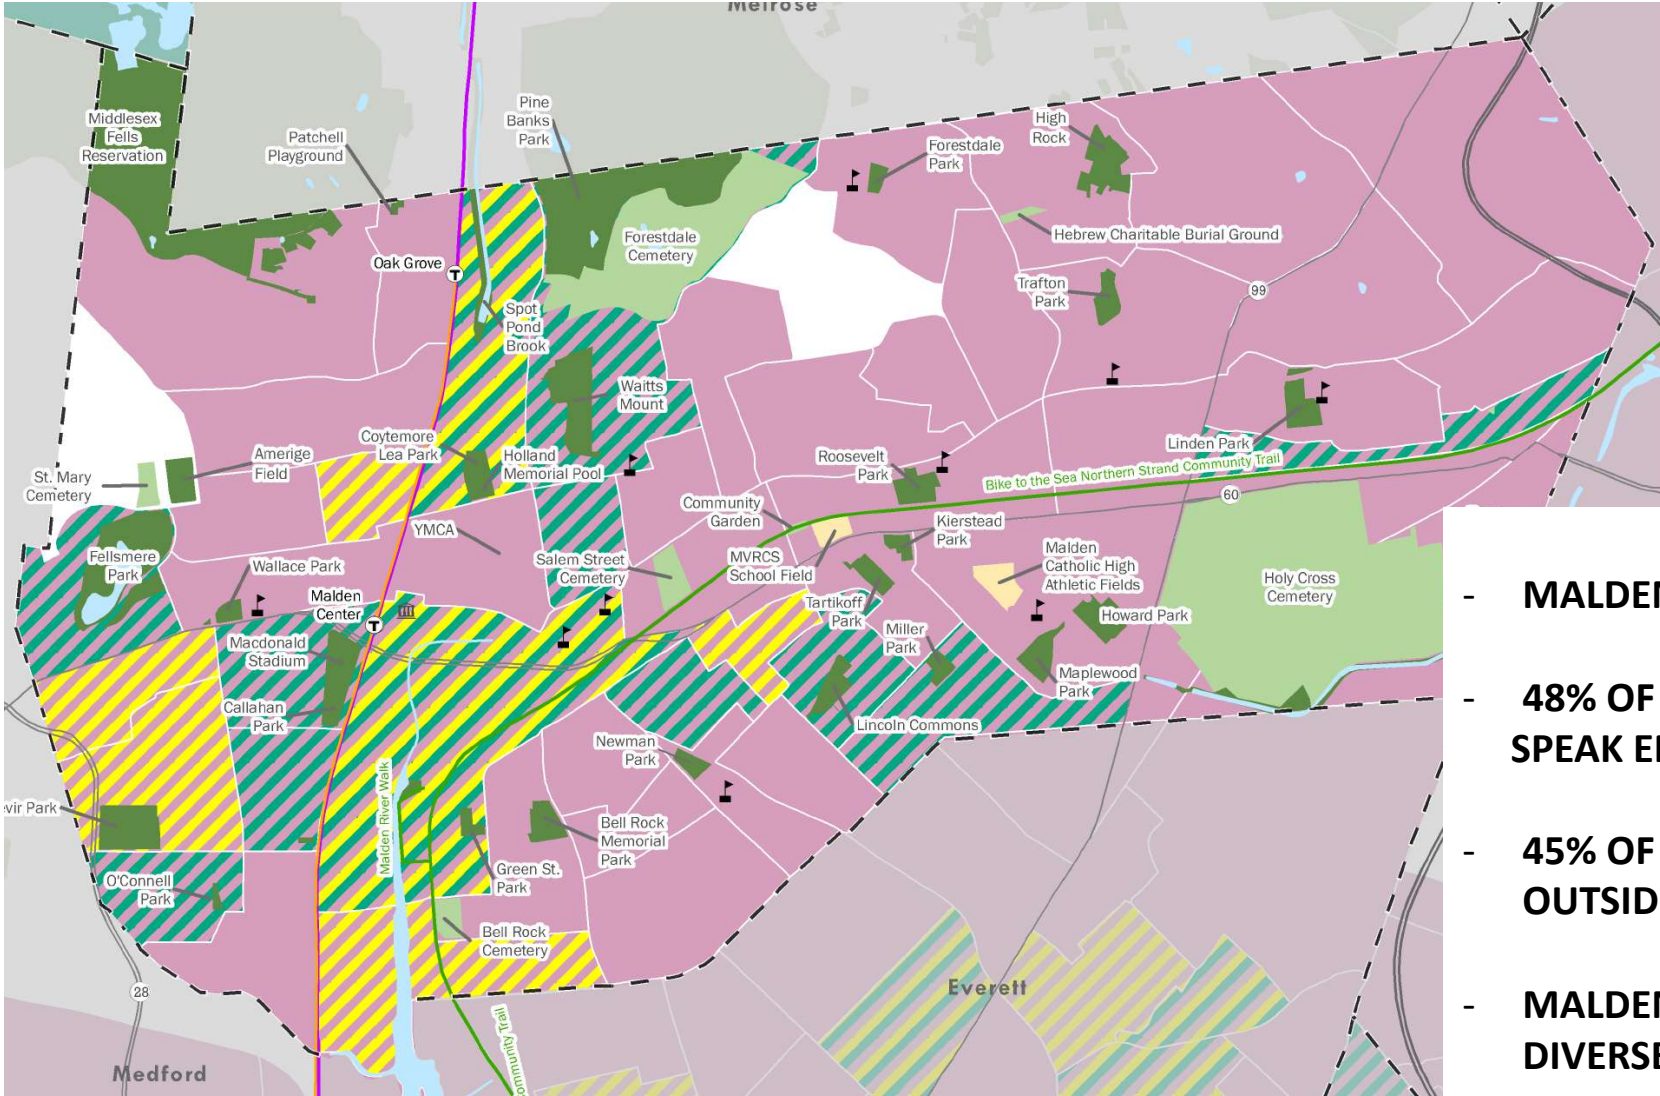 Melrose
Middlesex
Fells
Reservation
Patchell
Playground
Pine
Banks
Park
High
Rock
Forestdale
Park
Hebrew Charitable Burial Ground
Forestdale
Cemetery
Oak Grove
T
Trafton
Park
99
Spot
Pond
Brook
Waitts
Mount
Coytemore
Lea Park
Holland
Memorial Pool
Amerige
Field
St. Mary
Cemetery
Linden Park
Roosevelt
Park
Bike to the Sea Northern Strand Community Trail
60
Community
Garden
YMCA
Kierstead
Park
Fellsmere
Park
Wallace Park
Salem Street
Cemetery
MVRCS
School Field
Malden
Catholic High
Athletic Fields
Holy Cross
Cemetery
Malden
Center
T
Tartikoff
Park
Howard Park
Macdonald
Stadium
Miller
Park
Maplewood
Park
Callahan
Park
Lincoln Commons
Newman
Park
evir Park
Malden River Walk
Bell Rock
Memorial
Park
Green St.
Park
O'Connell
Park
Bell Rock
Cemetery
28
Everett
ommunity Trail
Medford
- MALDEN
- 48% OF
SPEAK E
- 45% OF
OUTSID
- MALDEN
DIVERSE